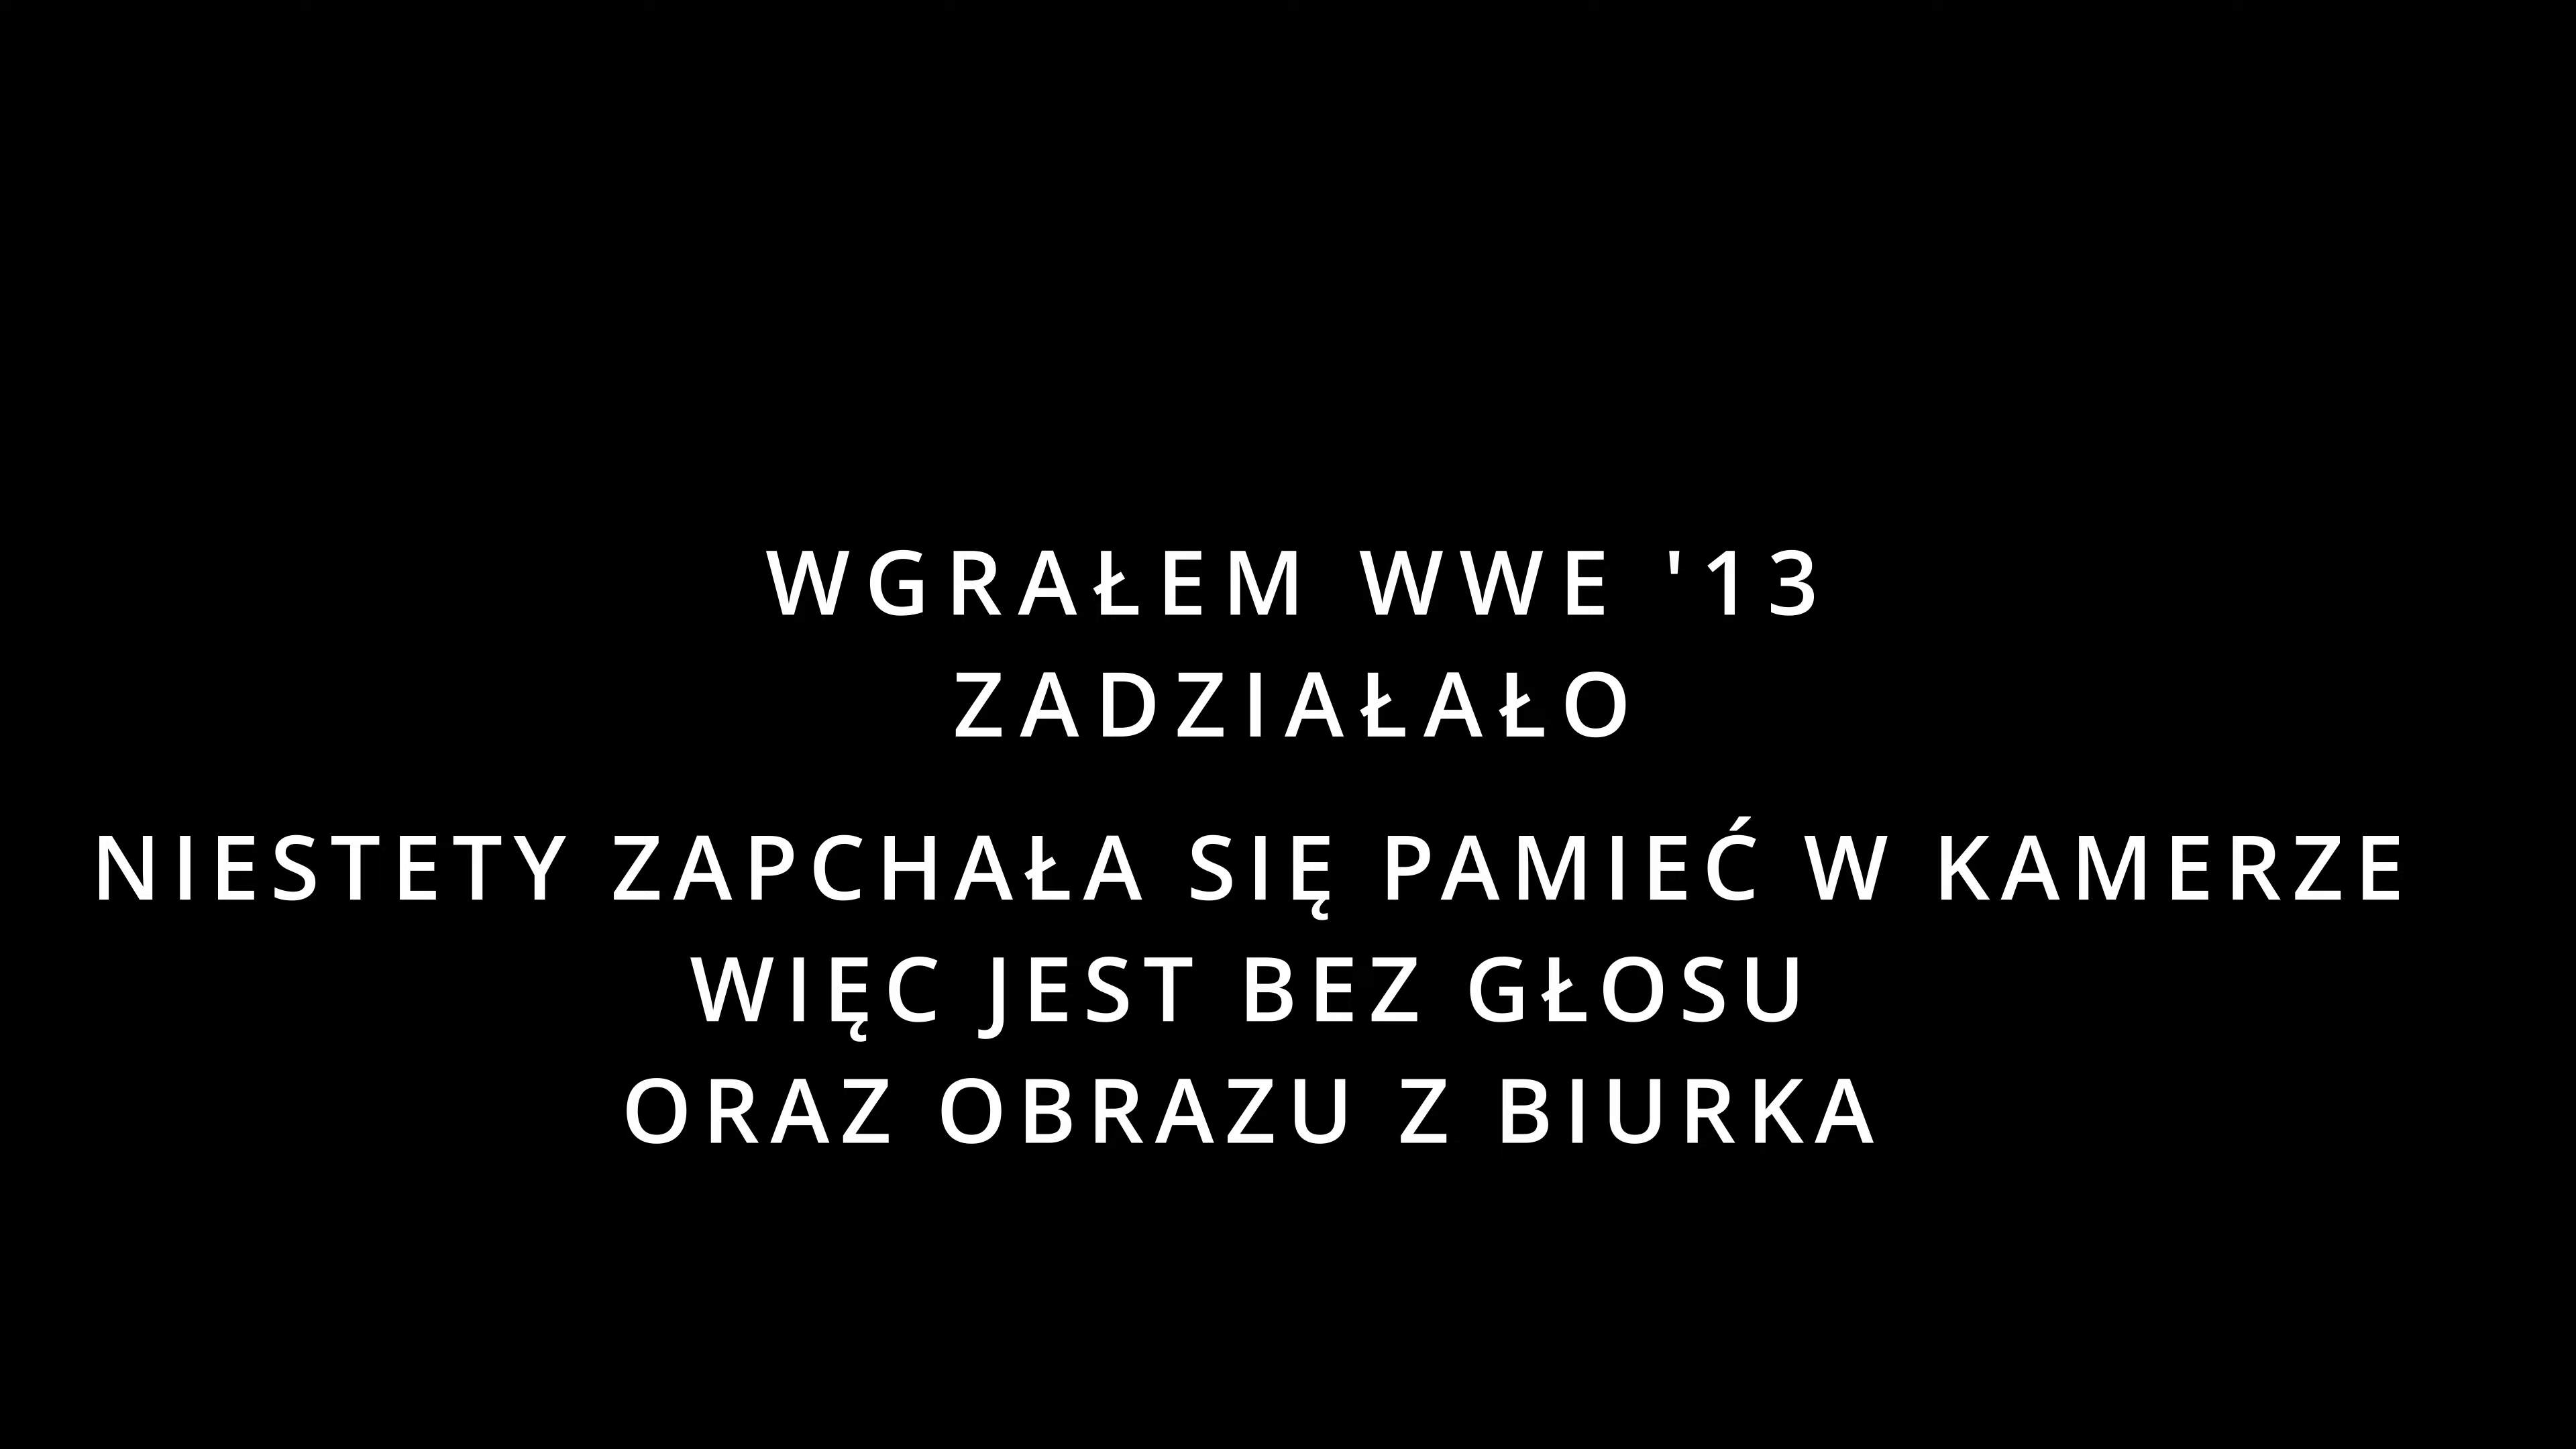 WGRAŁEM WWE '13
ZADZIAŁAŁO
NIESTETY ZAPCHAŁA SIĘ PAMIEĆ W KAMERZE
WIĘC JEST BEZ GŁOSU
ORAZ OBRAZU Z BIURKA